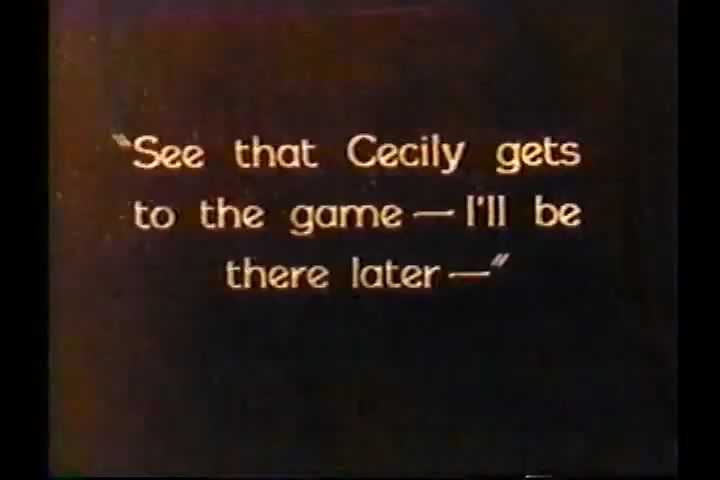 "See that Cecily gets
to the game — I'll be
there later —"